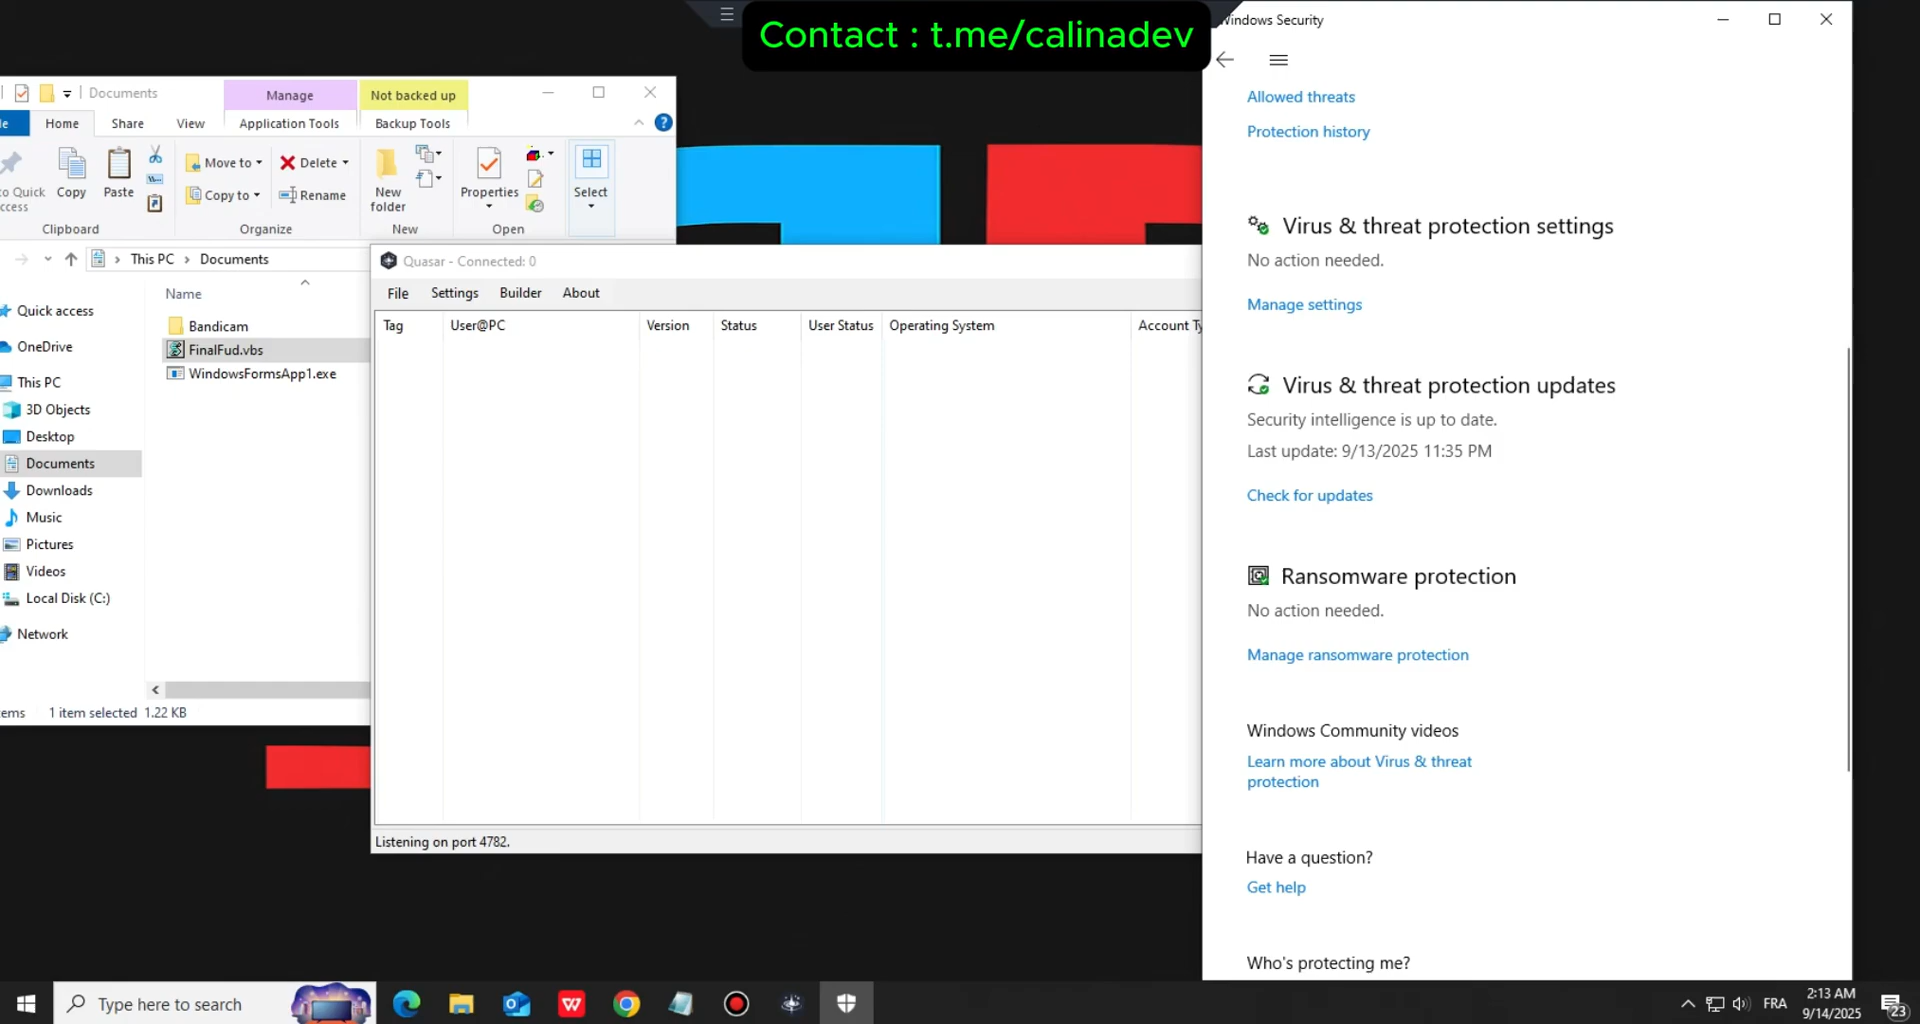 Contact : t.me/calinadev
Windows Security
Documents
Manage
Not backed up
Home
Share
View
Application Tools
Backup Tools
Copy
Paste
Move to
Copy to
Delete
Rename
New
folder
Properties
Select
Clipboard
Organize
New
Open
This PC
Documents
Name
Quick access
OneDrive
This PC
3D Objects
Desktop
Documents
Downloads
Music
Pictures
Videos
Local Disk (C:)
Network
Bandicam
FinalFud.vbs
WindowsFormsApp1.exe
1 item selected 1.22 KB
Quasar - Connected: 0
File Settings Builder About
Tag User@PC Version Status User Status Operating System Account Ty
Listening on port 4782.
Allowed threats
Protection history
Virus & threat protection settings
No action needed.
Manage settings
Virus & threat protection updates
Security intelligence is up to date.
Last update: 9/13/2025 11:35 PM
Check for updates
Ransomware protection
No action needed.
Manage ransomware protection
Windows Community videos
Learn more about Virus & threat
protection
Have a question?
Get help
Who's protecting me?
Type here to search
FRA
2:13 AM
9/14/2025
23